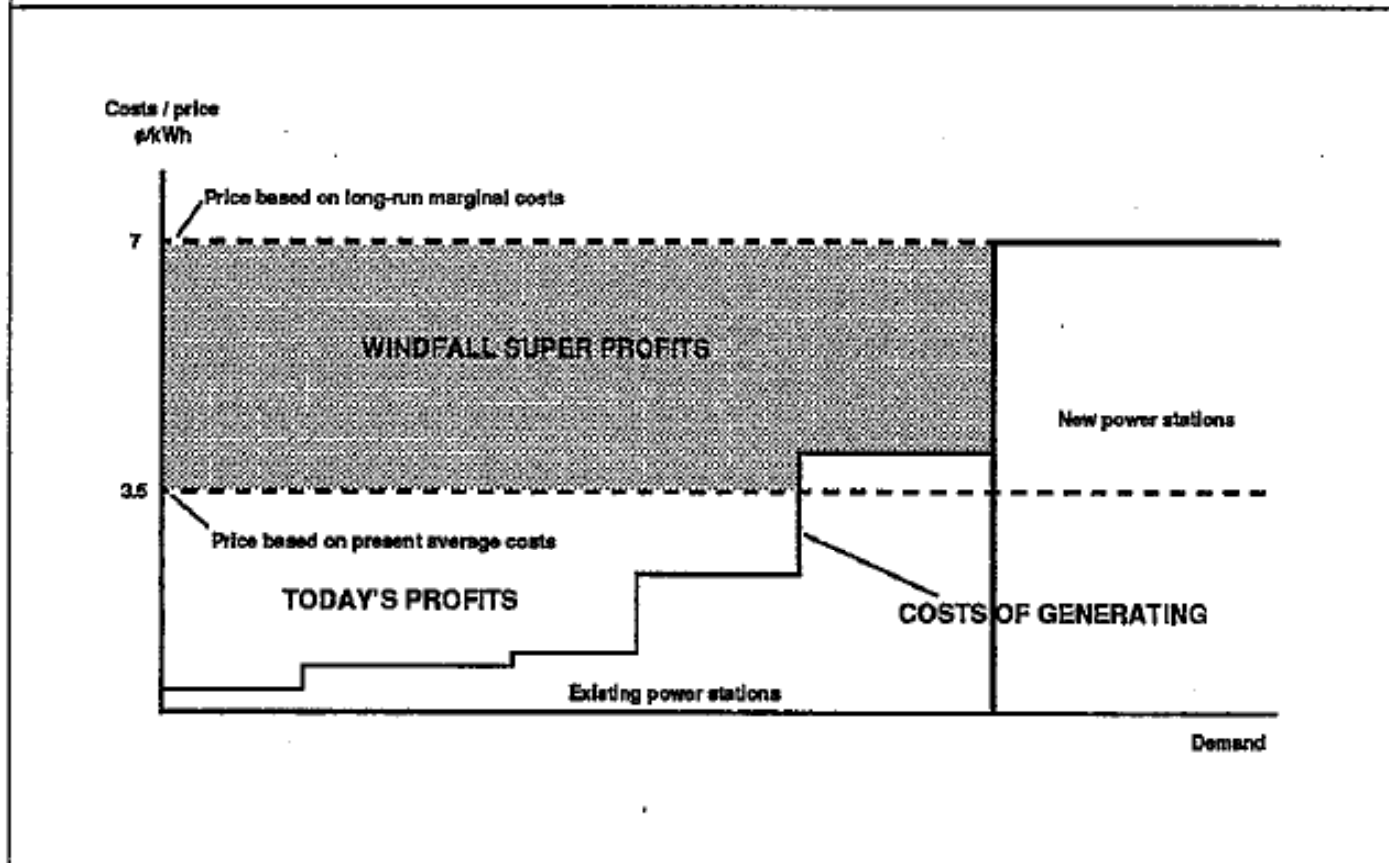 Costs / price
¢/kWh
Price based on long-run marginal costs
7
WINDFALL SUPER PROFITS
New power stations
3.5
Price based on present average costs
TODAY'S PROFITS
COSTS OF GENERATING
Existing power stations
Demand